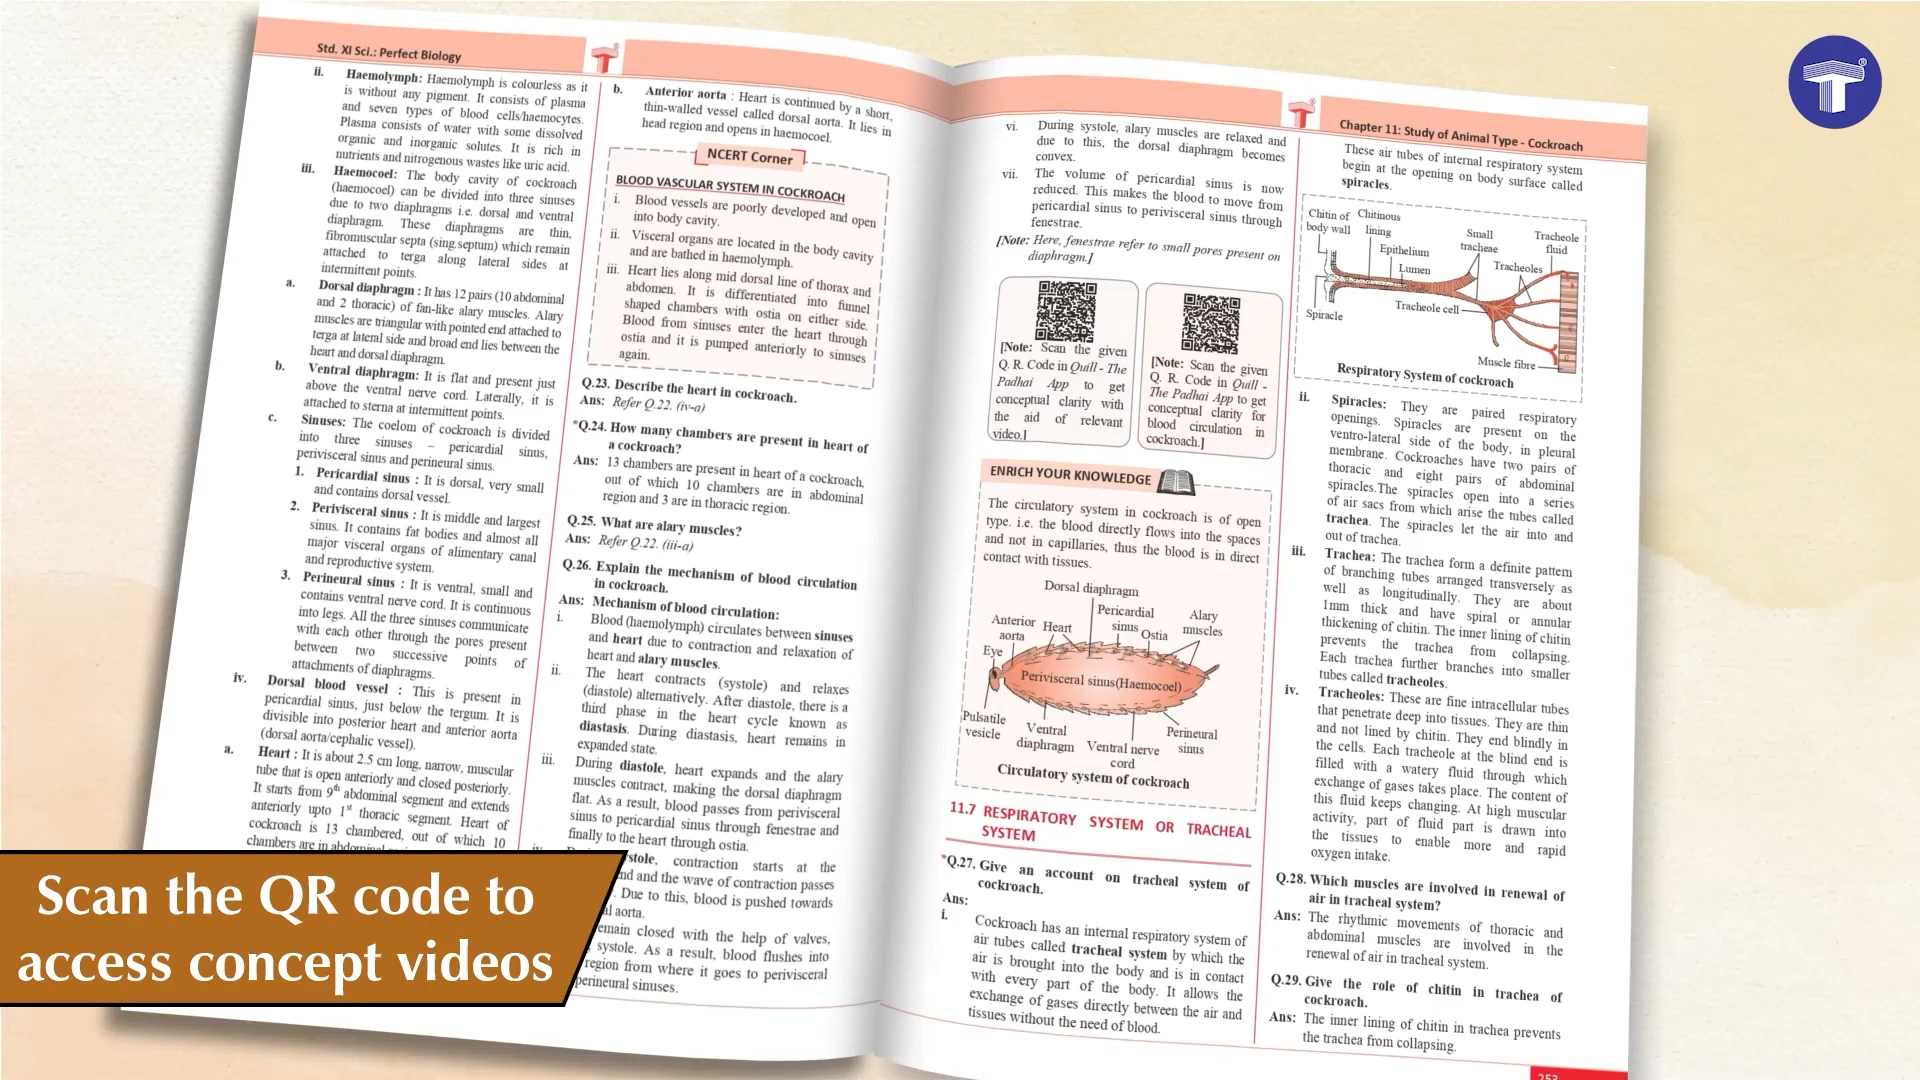 Std. XI Sci.: Perfect Biology
ii. Haemolymph: Haemolymph is colourless as it
is without any pigment. It consists of plasma
and seven types of blood cells/haemocytes.
Plasma consists of water with some dissolved
organic and inorganic solutes. It is rich in
nutrients and nitrogenous wastes like uric acid.
iii. Haemocoel: The body cavity of cockroach
(haemocoel) can be divided into three sinuses
due to two diaphragms i.e. dorsal and ventral
diaphragm. These diaphragms are thin,
fibromuscular septa (sing.septum) which remain
attached to terga along lateral sides at
intermittent points.
a. Dorsal diaphragm : It has 12 pairs (10 abdominal
and 2 thoracic) of fan-like alary muscles. Alary
muscles are triangular with pointed end attached to
terga at lateral side and broad end lies between the
heart and dorsal diaphragm.
b. Ventral diaphragm: It is flat and present just
above the ventral nerve cord. Laterally, it is
attached to sterna at intermittent points.
c. Sinuses: The coelom of cockroach is divided
into three sinuses – pericardial sinus,
perivisceral sinus and perineural sinus.
1. Pericardial sinus : It is dorsal, very small
and contains dorsal vessel.
2. Perivisceral sinus : It is middle and largest
sinus. It contains fat bodies and almost all
major visceral organs of alimentary canal
and reproductive system.
3. Perineural sinus : It is ventral, small and
contains ventral nerve cord. It is continuous
into legs. All the three sinuses communicate
with each other through the pores present
between two successive points of
attachments of diaphragms.
iv. Dorsal blood vessel : This is present in
pericardial sinus, just below the tergum. It is
divisible into posterior heart and anterior aorta
(dorsal aorta/cephalic vessel).
a. Heart : It is about 2.5 cm long, narrow, muscular
tube that is open anteriorly and closed posteriorly.
It starts from 9th abdominal segment and extends
anteriorly upto 1st thoracic segment. Heart of
cockroach is 13 chambered, out of which 10
chambers are in
b. Anterior aorta : Heart is continued by a short,
thin-walled vessel called dorsal aorta. It lies in
head region and opens in haemocoel.
NCERT Corner
BLOOD VASCULAR SYSTEM IN COCKROACH
i. Blood vessels are poorly developed and open
into body cavity.
ii. Visceral organs are located in the body cavity
and are bathed in haemolymph.
iii. Heart lies along mid dorsal line of thorax and
abdomen. It is differentiated into funnel
shaped chambers with ostia on either side.
Blood from sinuses enter the heart through
ostia and it is pumped anteriorly to sinuses
again.
Q.23. Describe the heart in cockroach.
Ans: Refer Q.22. (iv-a)
*Q.24. How many chambers are present in heart of
a cockroach?
Ans: 13 chambers are present in heart of a cockroach,
out of which 10 chambers are in abdominal
region and 3 are in thoracic region.
Q.25. What are alary muscles?
Ans: Refer Q.22. (iii-a)
Q.26. Explain the mechanism of blood circulation
in cockroach.
Ans: Mechanism of blood circulation:
i. Blood (haemolymph) circulates between sinuses
and heart due to contraction and relaxation of
heart and alary muscles.
ii. The heart contracts (systole) and relaxes
(diastole) alternatively. After diastole, there is a
third phase in the heart cycle known as
diastasis. During diastasis, heart remains in
expanded state.
iii. During diastole, heart expands and the alary
muscles contract, making the dorsal diaphragm
flat. As a result, blood passes from perivisceral
sinus to pericardial sinus through fenestrae and
finally to the heart through ostia.
stole, contraction starts at the
nd and the wave of contraction passes
. Due to this, blood is pushed towards
al aorta.
emain closed with the help of valves,
systole. As a result, blood flushes into
region from where it goes to perivisceral
perineural sinuses.
Chapter 11: Study of Animal Type - Cockroach
vi. During systole, alary muscles are relaxed and
due to this, the dorsal diaphragm becomes
convex.
vii. The volume of pericardial sinus is now
reduced. This makes the blood to move from
pericardial sinus to perivisceral sinus through
fenestrae.
[Note: Here, fenestrae refer to small pores present on
diaphragm.]
[Note: Scan the given
Q. R. Code in Quill - The
Padhai App to get
conceptual clarity with
the aid of relevant
video.]
[Note: Scan the given
Q. R. Code in Quill -
The Padhai App to get
conceptual clarity for
blood circulation in
cockroach.]
ENRICH YOUR KNOWLEDGE
The circulatory system in cockroach is of open
type. i.e. the blood directly flows into the spaces
and not in capillaries, thus the blood is in direct
contact with tissues.
Dorsal diaphragm
Anterior aorta
Heart
Pericardial sinus
Ostia
Alary muscles
Eye
Perivisceral sinus(Haemocoel)
Pulsatile vesicle
Ventral diaphragm
Ventral nerve cord
Perineural sinus
Circulatory system of cockroach
11.7 RESPIRATORY SYSTEM OR TRACHEAL
SYSTEM
*Q.27. Give an account on tracheal system of
cockroach.
Ans:
i. Cockroach has an internal respiratory system of
air tubes called tracheal system by which the
air is brought into the body and is in contact
with every part of the body. It allows the
exchange of gases directly between the air and
tissues without the need of blood.
These air tubes of internal respiratory system
begin at the opening on body surface called
spiracles.
Chitin of body wall
Chitinous lining
Epithelium
Lumen
Small tracheae
Tracheole fluid
Tracheoles
Spiracle
Tracheole cell
Muscle fibre
Respiratory System of cockroach
ii. Spiracles: They are paired respiratory
openings. Spiracles are present on the
ventro-lateral side of the body, in pleural
membrane. Cockroaches have two pairs of
thoracic and eight pairs of abdominal
spiracles.The spiracles open into a series
of air sacs from which arise the tubes called
trachea. The spiracles let the air into and
out of trachea.
iii. Trachea: The trachea form a definite pattern
of branching tubes arranged transversely as
well as longitudinally. They are about
1mm thick and have spiral or annular
thickening of chitin. The inner lining of chitin
prevents the trachea from collapsing.
Each trachea further branches into smaller
tubes called tracheoles.
iv. Tracheoles: These are fine intracellular tubes
that penetrate deep into tissues. They are thin
and not lined by chitin. They end blindly in
the cells. Each tracheole at the blind end is
filled with a watery fluid through which
exchange of gases takes place. The content of
this fluid keeps changing. At high muscular
activity, part of fluid part is drawn into
the tissues to enable more and rapid
oxygen intake.
Q.28. Which muscles are involved in renewal of
air in tracheal system?
Ans: The rhythmic movements of thoracic and
abdominal muscles are involved in the
renewal of air in tracheal system.
Q.29. Give the role of chitin in trachea of
cockroach.
Ans: The inner lining of chitin in trachea prevents
the trachea from collapsing.
253
Scan the QR code to
access concept videos